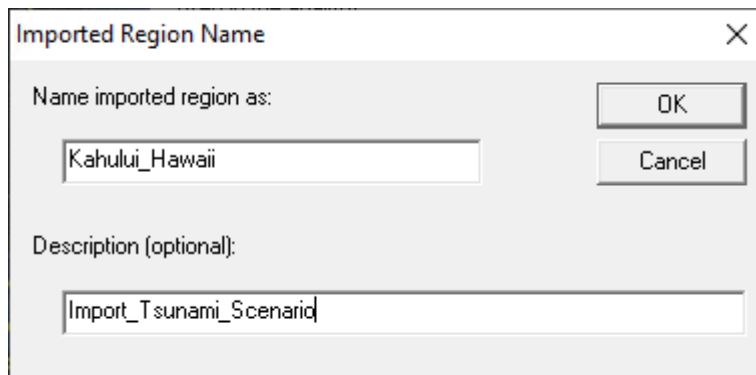 Imported Region Name
Name imported region as:
OK
Kahului_Hawaii
Cancel
Description (optional):
Import_Tsunami_Scenario